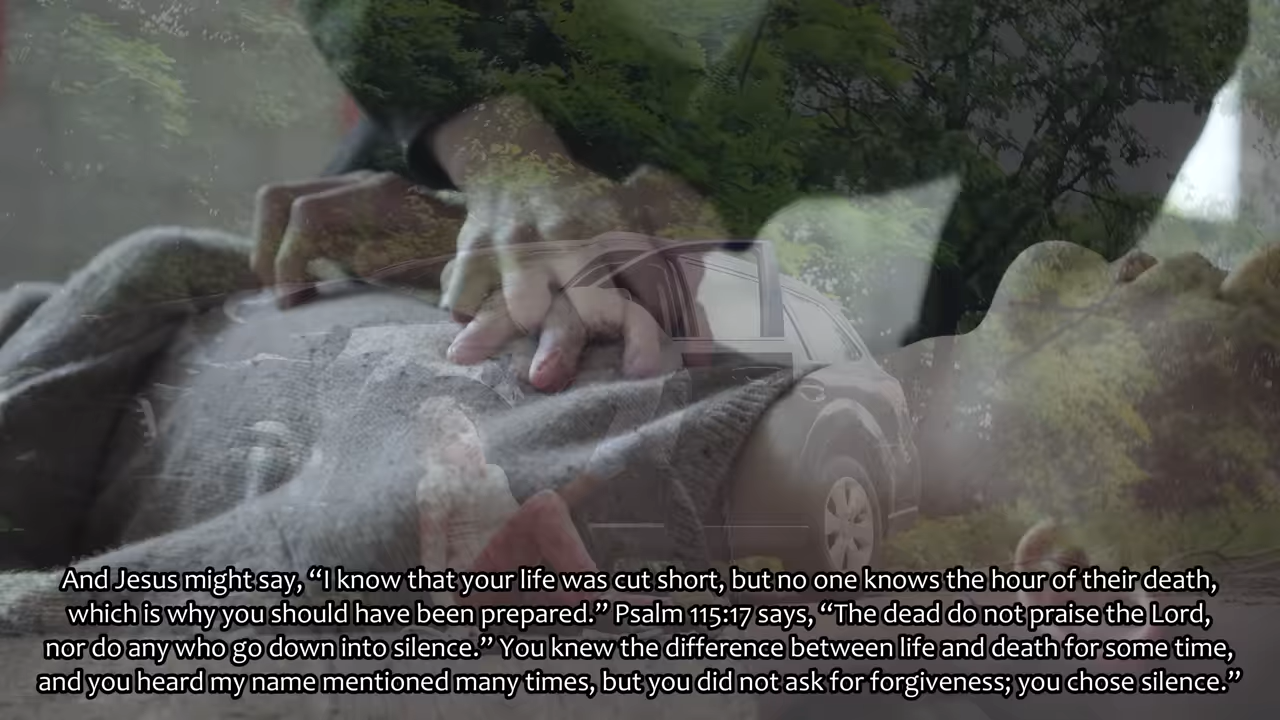 And Jesus might say, “I know that your life was cut short, but no one knows the hour of their death,
which is why you should have been prepared.” Psalm 115:17 says, “The dead do not praise the Lord,
nor do any who go down into silence.” You knew the difference between life and death for some time,
and you heard my name mentioned many times, but you did not ask for forgiveness; you chose silence.”